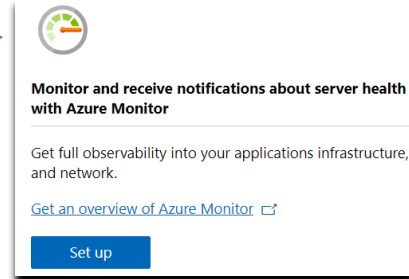 Monitor and receive notifications about server health
with Azure Monitor
Get full observability into your applications infrastructure,
and network.
Get an overview of Azure Monitor
Set up